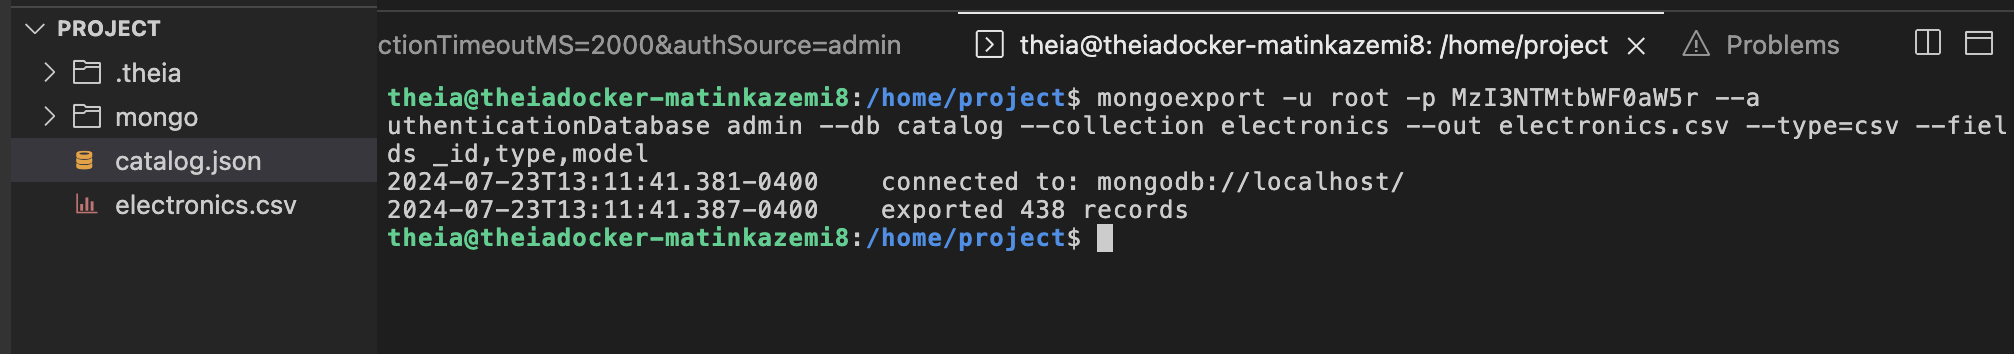 PROJECT
.theia
mongo
catalog.json
electronics.csv
ctionTimeoutMS=2000&authSource=admin
theia@theiadocker-matinkazemi8: /home/project
Problems
theia@theiadocker-matinkazemi8:/home/project$ mongoexport -u root -p MzI3NTMtbWF0aW5r --a
uthenticationDatabase admin --db catalog --collection electronics --out electronics.csv --type=csv --fiel
ds _id,type,model
2024-07-23T13:11:41.381-0400    connected to: mongodb://localhost/
2024-07-23T13:11:41.387-0400    exported 438 records
theia@theiadocker-matinkazemi8:/home/project$